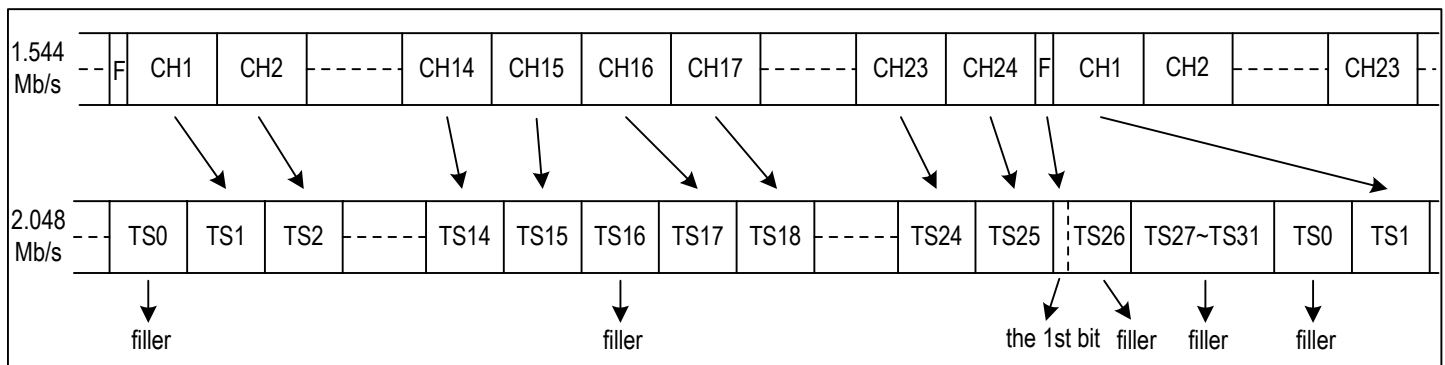 1.544
Mb/s
F CH1 CH2 CH14 CH15 CH16 CH17 CH23 CH24 F CH1 CH2 CH23
2.048
Mb/s
TS0 TS1 TS2 TS14 TS15 TS16 TS17 TS18 TS24 TS25 TS26 TS27~TS31 TS0 TS1
filler filler the 1st bit filler filler filler